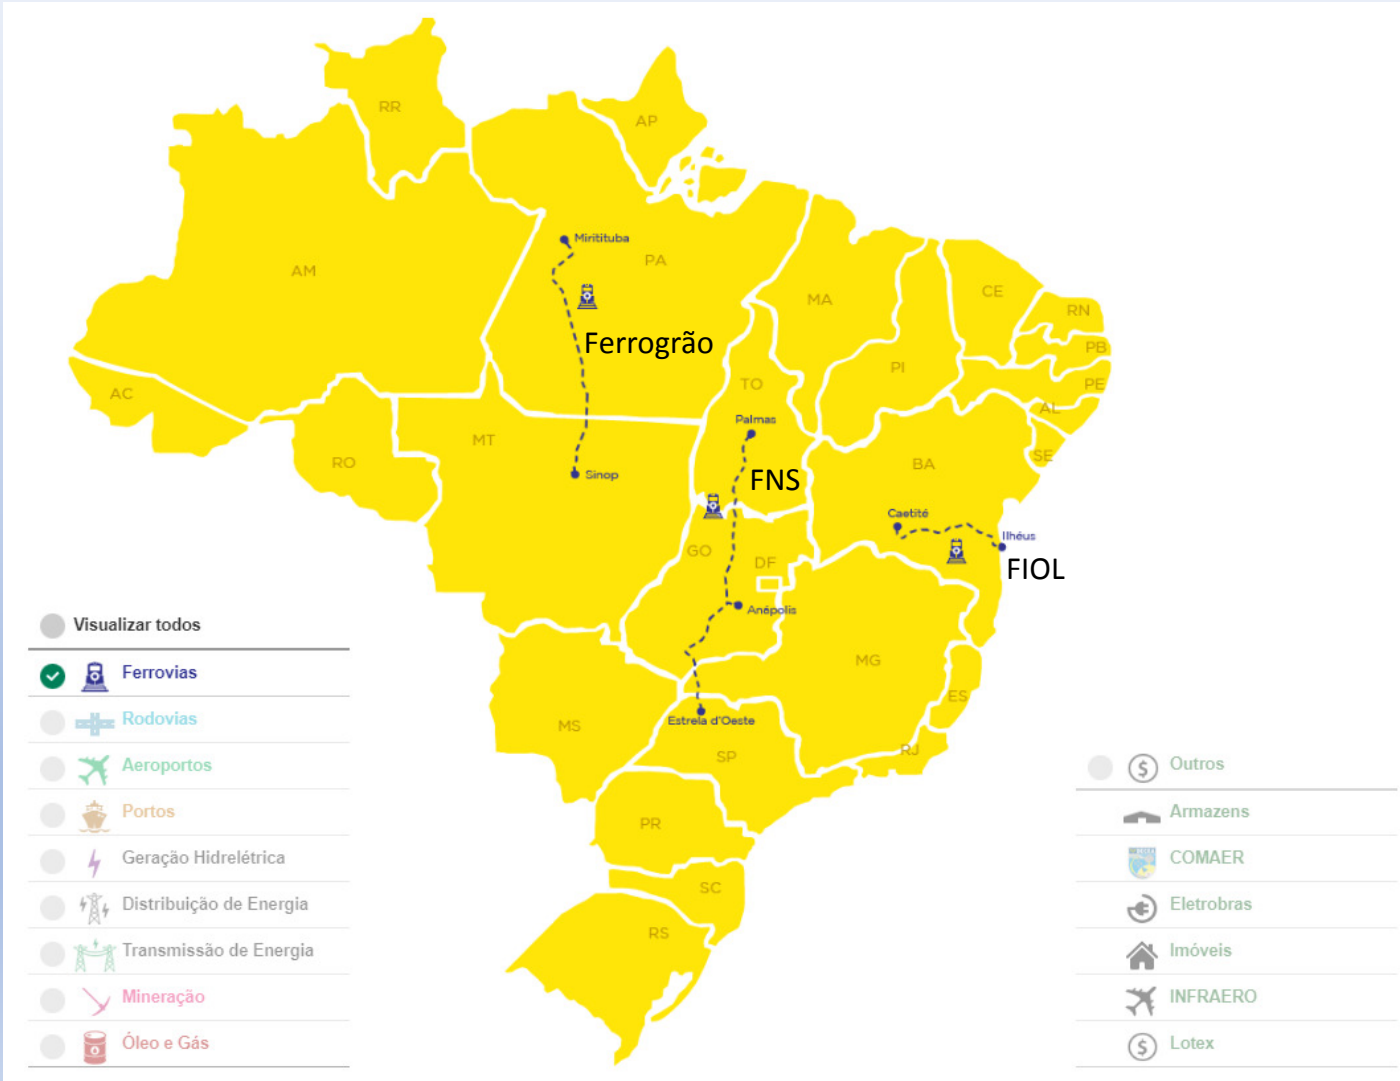 RR
AP
Miritituba
PA
AM
CE
MA
RN
Ferrogrão
PB
PI
TO
PE
AC
AL
Palmas
MT
SE
RO
BA
Sinop
FNS
Caetité
Ilhéus
GO
DF
FIOL
Anápolis
MG
ES
Estrela d'Oeste
MS
RJ
SP
PR
SC
RS
Visualizar todos
Ferrovias
Rodovias
Aeroportos
Portos
Geração Hidrelétrica
Distribuição de Energia
Transmissão de Energia
Mineração
Óleo e Gás
Outros
Armazens
COMAER
Eletrobras
Imóveis
INFRAERO
Lotex